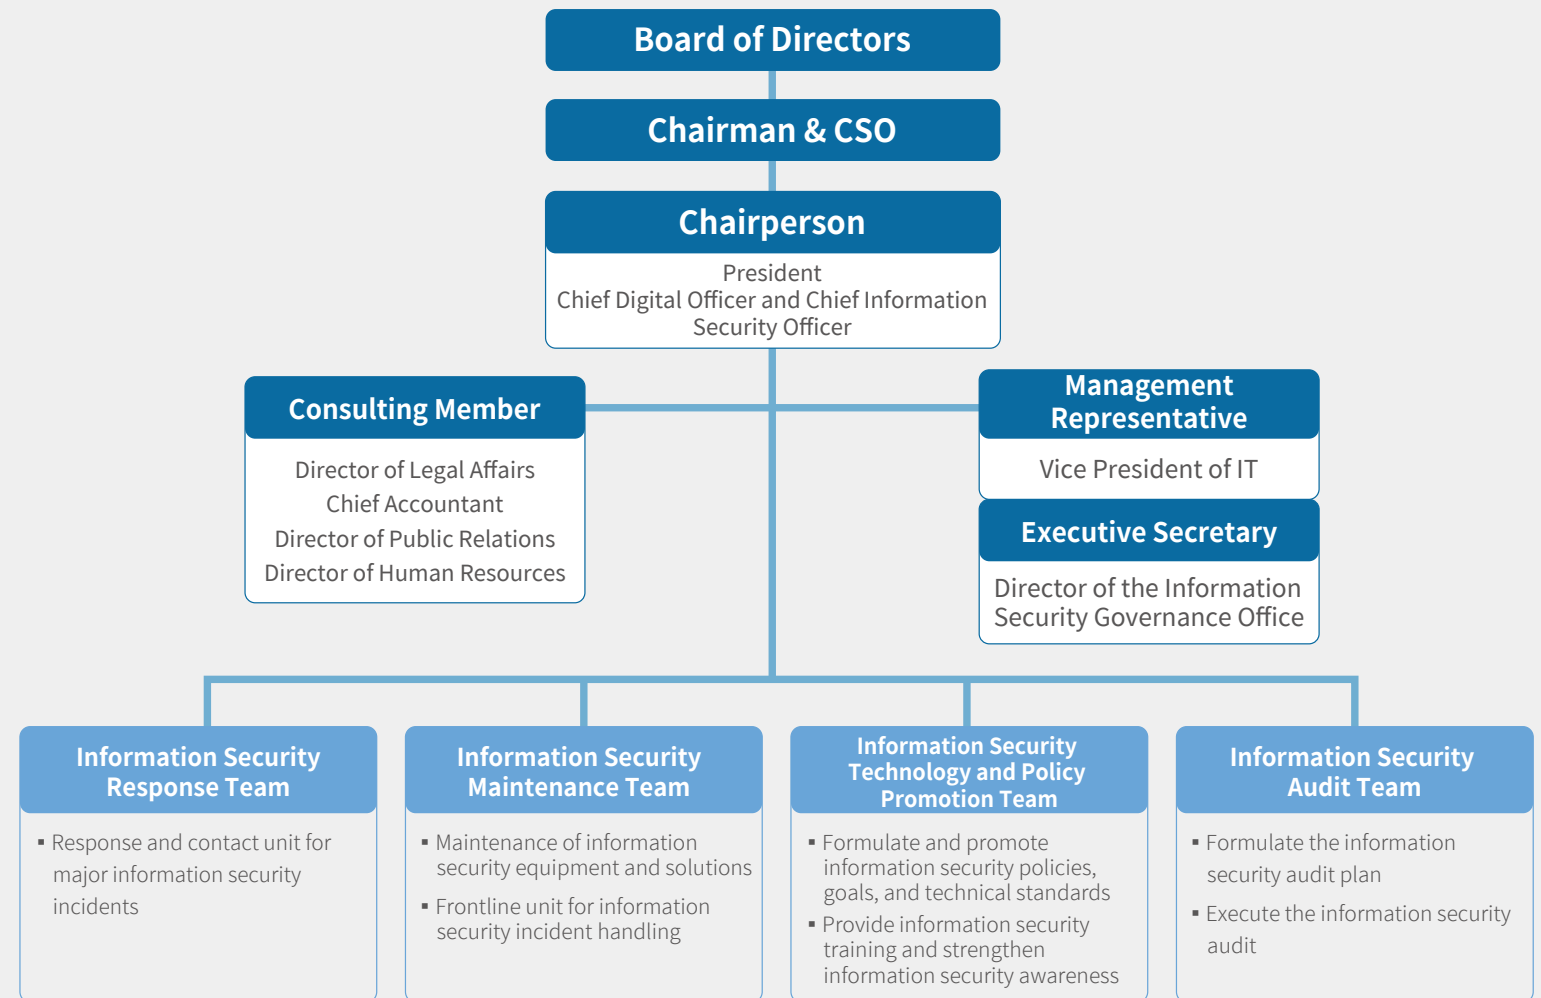 Board of Directors
Chairman & CSO
Chairperson
President
Chief Digital Officer and Chief Information
Security Officer
Consulting Member
Director of Legal Affairs
Chief Accountant
Director of Public Relations
Director of Human Resources
Management
Representative
Vice President of IT
Executive Secretary
Director of the Information
Security Governance Office
Information Security
Response Team
▪ Response and contact unit for
major information security
incidents
Information Security
Maintenance Team
▪ Maintenance of information
security equipment and solutions
▪ Frontline unit for information
security incident handling
Information Security
Technology and Policy
Promotion Team
▪ Formulate and promote
information security policies,
goals, and technical standards
▪ Provide information security
training and strengthen
information security awareness
Information Security
Audit Team
▪ Formulate the information
security audit plan
▪ Execute the information security
audit